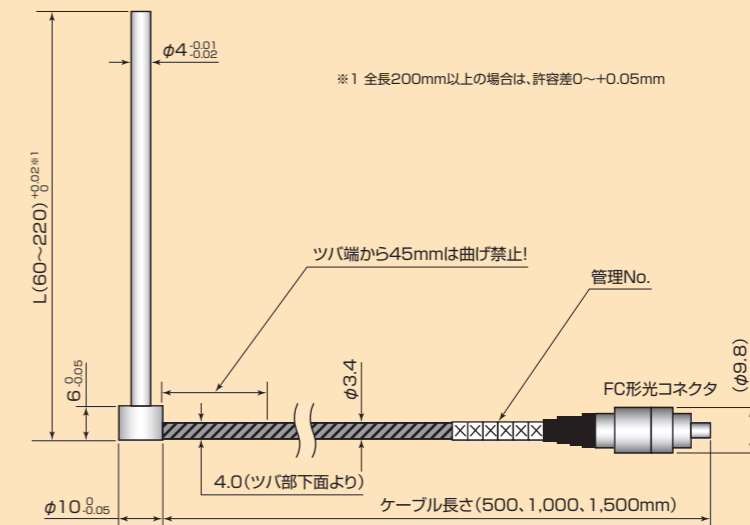 φ4 -0.01 -0.02
※1 全長200mm以上の場合は、許容差0~+0.05mm
L(60~220) +0.02※1 0
ツバ端から45mmは曲げ禁止!
管理No.
6 0 -0.05
φ3.4
FC形光コネクタ
(φ9.8)
4.0(ツバ部下面より)
φ10 0 -0.05
ケーブル長さ(500、1,000、1,500mm)
XXXXXX